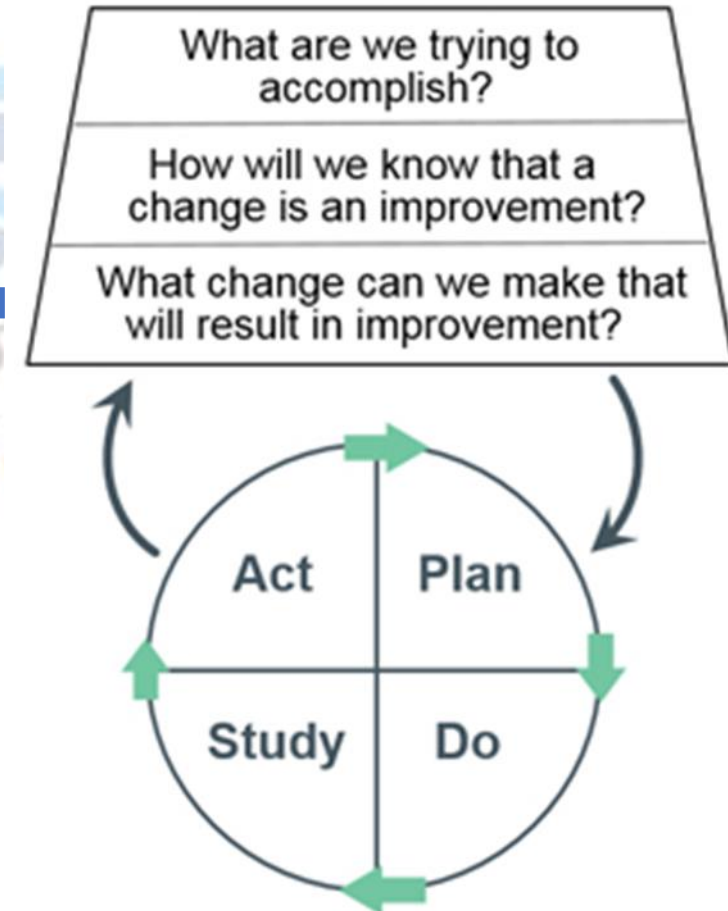 What are we trying to
accomplish?
How will we know that a
change is an improvement?
What change can we make that
will result in improvement?
Act
Plan
Study
Do